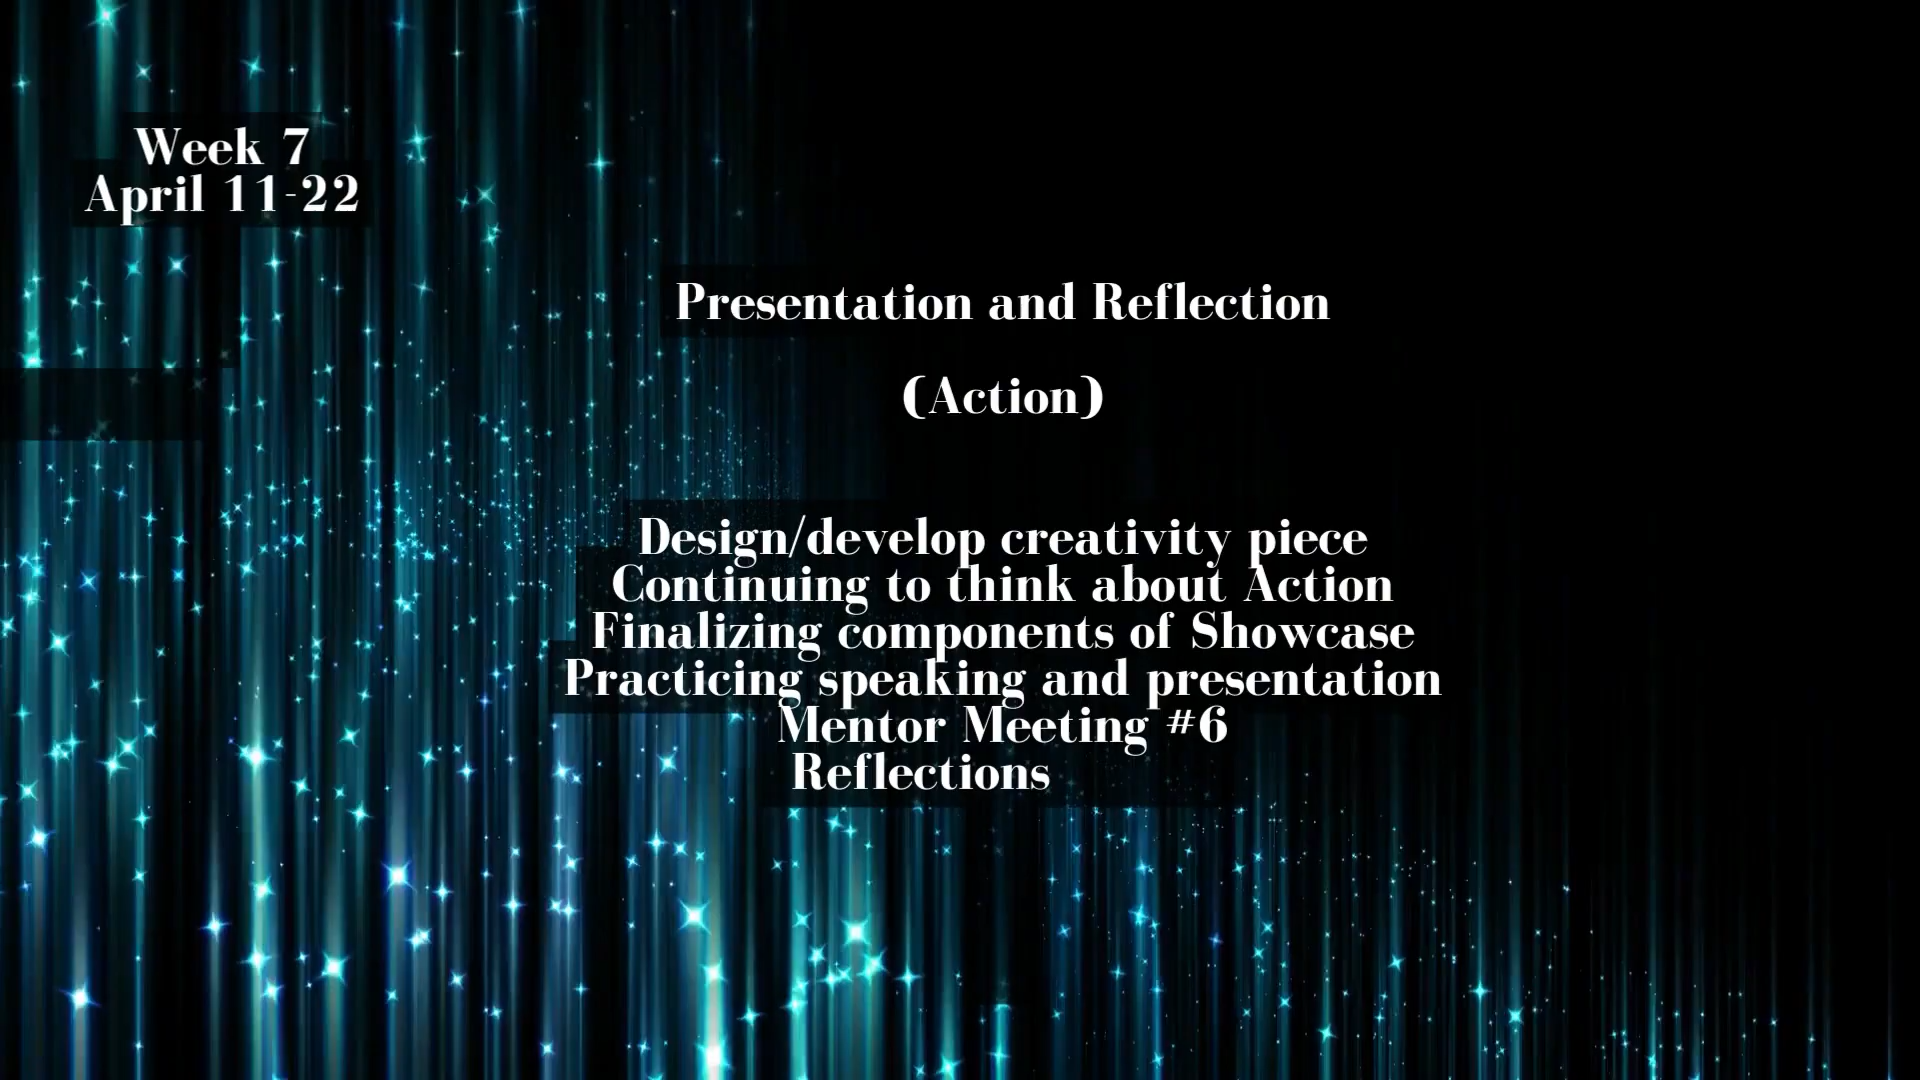 Week 7
April 11-22
Presentation and Reflection
(Action)
Design/develop creativity piece
Continuing to think about Action
Finalizing components of Showcase
Practicing speaking and presentation
Mentor Meeting #6
Reflections